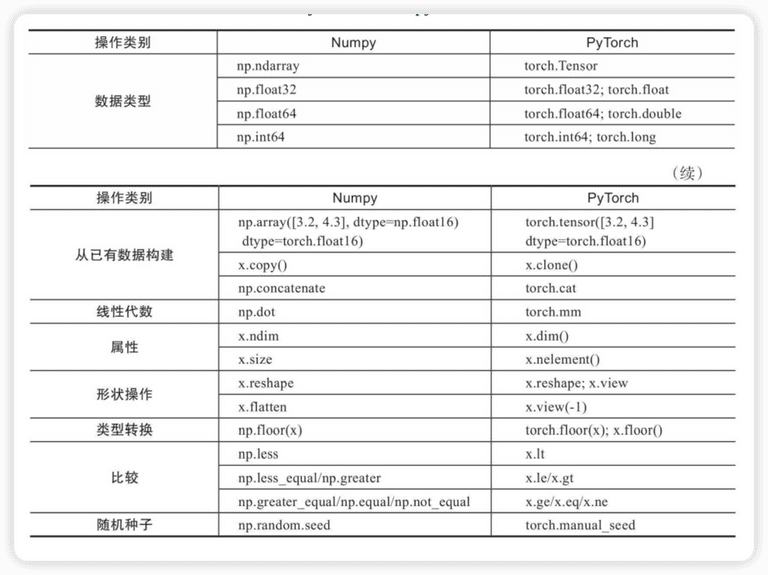 操作类别 Numpy PyTorch
数据类型
np.ndarray torch.Tensor
np.float32 torch.float32; torch.float
np.float64 torch.float64; torch.double
np.int64 torch.int64; torch.long
（续）
操作类别 Numpy PyTorch
从已有数据构建
np.array([3.2, 4.3], dtype=np.float16) torch.tensor([3.2, 4.3]
dtype=torch.float16) dtype=torch.float16)
x.copy() x.clone()
np.concatenate torch.cat
线性代数 np.dot torch.mm
属性
x.ndim x.dim()
x.size x.nelement()
形状操作
x.reshape x.reshape; x.view
x.flatten x.view(-1)
类型转换 np.floor(x) torch.floor(x); x.floor()
比较
np.less x.lt
np.less_equal/np.greater x.le/x.gt
np.greater_equal/np.equal/np.not_equal x.ge/x.eq/x.ne
随机种子 np.random.seed torch.manual_seed